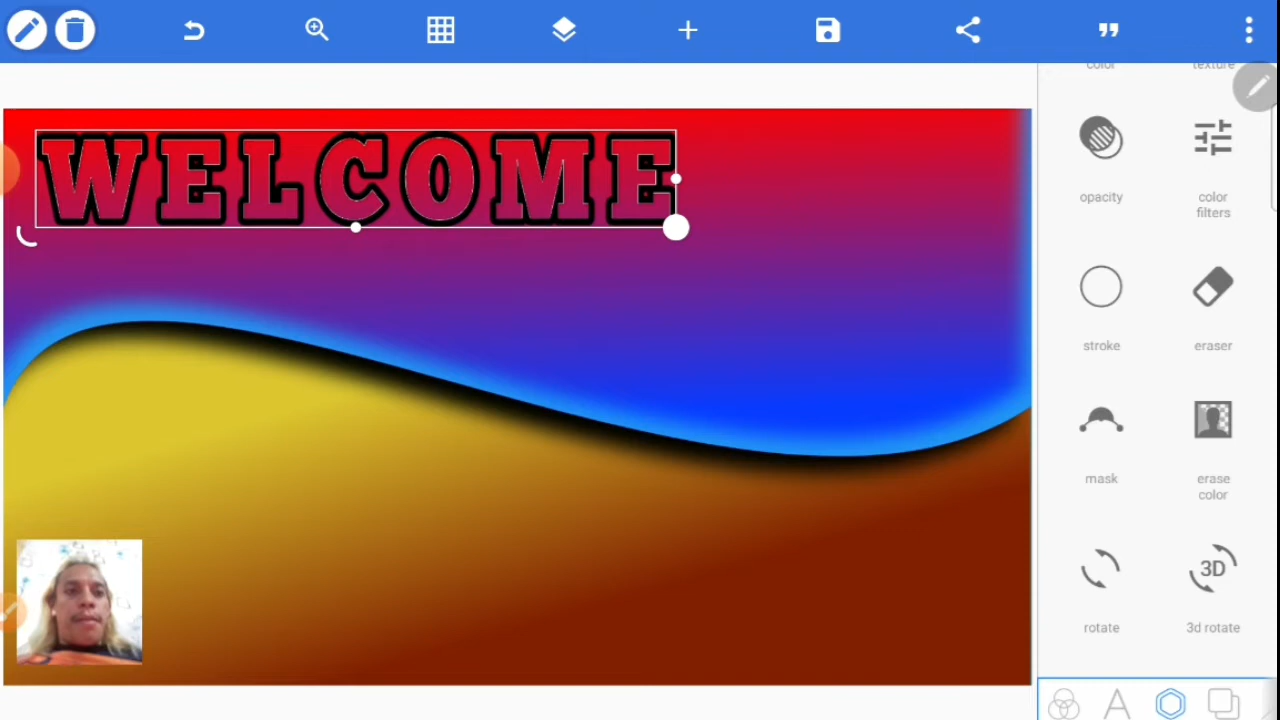 color texture
WELCOME
opacity color filters
stroke eraser
mask erase color
rotate 3D 3d rotate
A